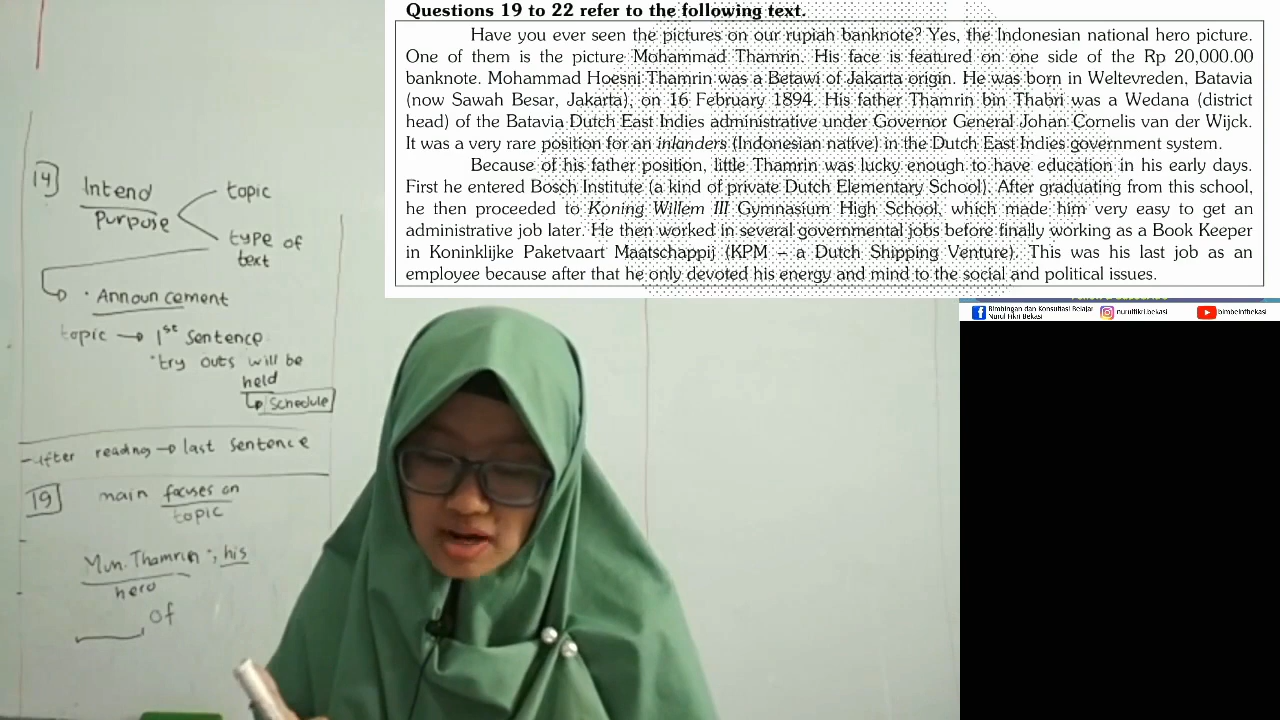 Questions 19 to 22 refer to the following text.
Have you ever seen the pictures on our rupiah banknote? Yes, the Indonesian national hero picture.
One of them is the picture Mohammad Thamrin. His face is featured on one side of the Rp 20,000.00
banknote. Mohammad Hoesni Thamrin was a Betawi of Jakarta origin. He was born in Weltevreden, Batavia
(now Sawah Besar, Jakarta), on 16 February 1894. His father Thamrin bin Thabri was a Wedana (district
head) of the Batavia Dutch East Indies administrative under Governor General Johan Cornelis van der Wijck.
It was a very rare position for an inlanders (Indonesian native) in the Dutch East Indies government system.
Because of his father position, little Thamrin was lucky enough to have education in his early days.
First he entered Bosch Institute (a kind of private Dutch Elementary School). After graduating from this school,
he then proceeded to Koning Willem III Gymnasium High School, which made him very easy to get an
administrative job later. He then worked in several governmental jobs before finally working as a Book Keeper
in Koninklijke Paketvaart Maatschappij (KPM – a Dutch Shipping Venture). This was his last job as an
employee because after that he only devoted his energy and mind to the social and political issues.
Bimbingan dan Konsultasi Belajar
Nurul Fikri Bekasi
nurulfikri.bekasi
14 Intend
Purpose
topic
type of
text
· Announcement
topic → 1st Sentence
"try outs will be
held
Schedule
-after reading → last sentence
19 main focuses on
topic
Mun. Thamrin ", his
hero
of